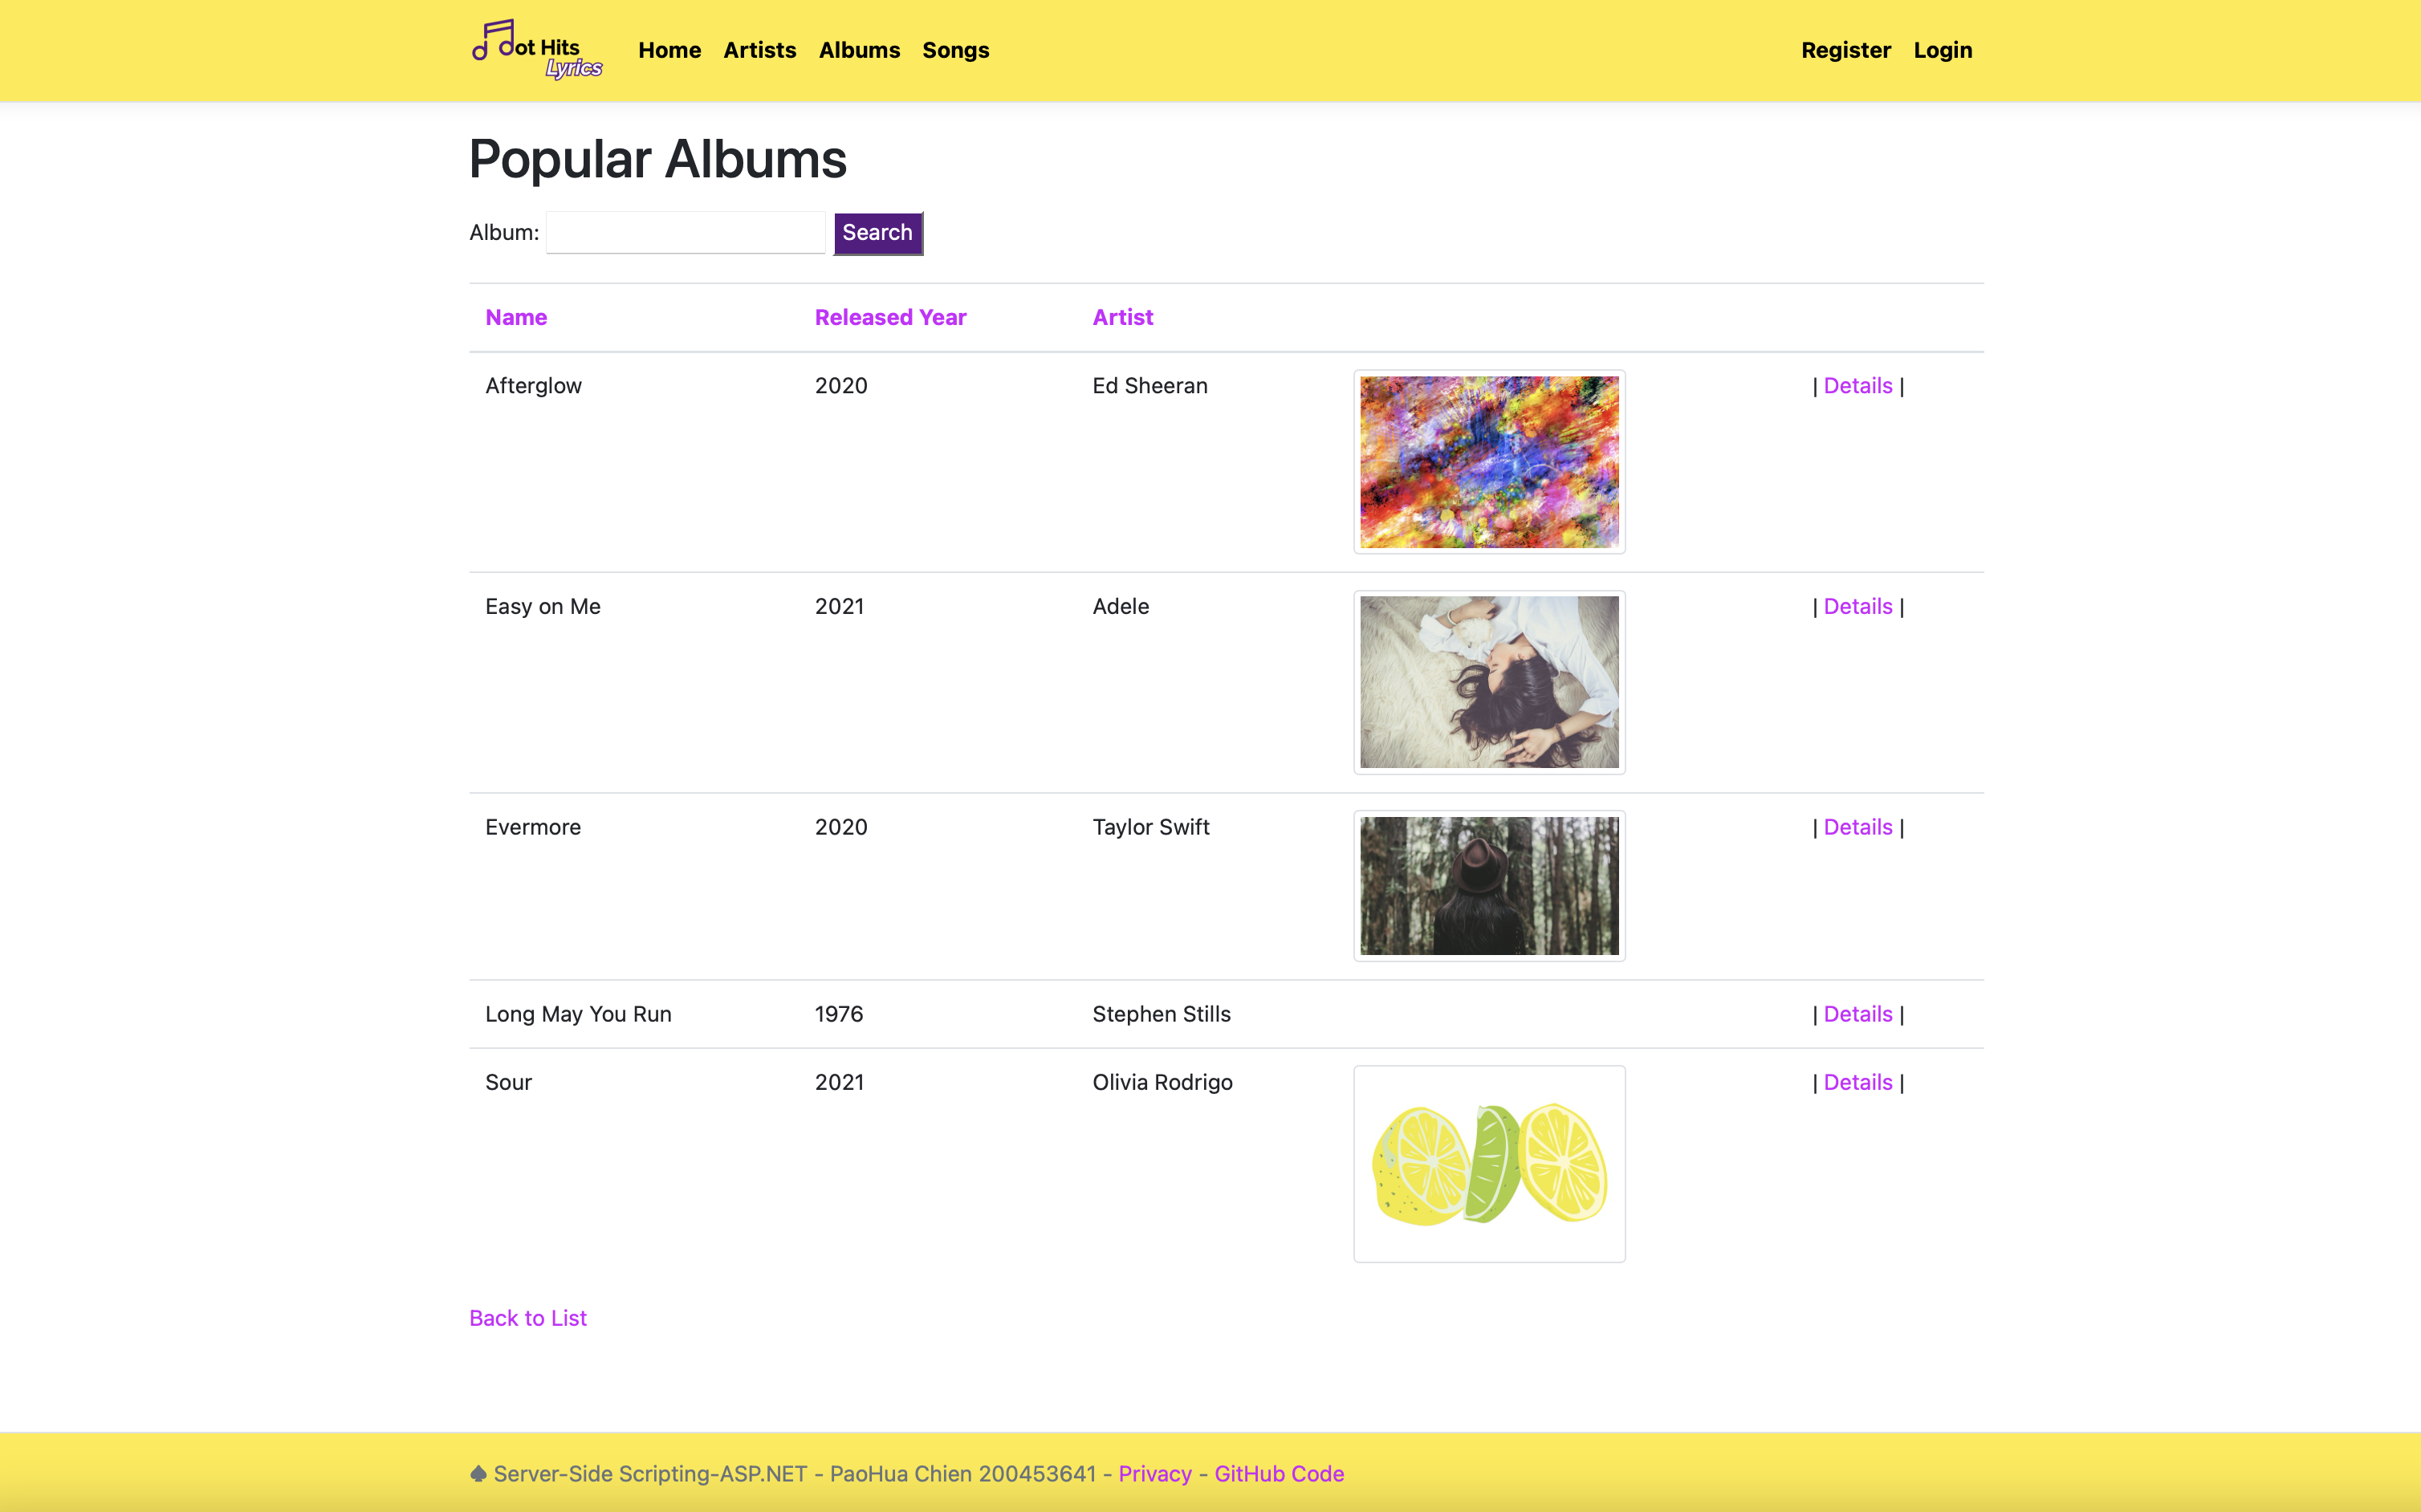 dot Hits
Lyrics
Home Artists Albums Songs Register Login
Popular Albums
Album: Search
Name Released Year Artist
Afterglow 2020 Ed Sheeran | Details |
Easy on Me 2021 Adele | Details |
Evermore 2020 Taylor Swift | Details |
Long May You Run 1976 Stephen Stills | Details |
Sour 2021 Olivia Rodrigo | Details |
Back to List
♠ Server-Side Scripting-ASP.NET - PaoHua Chien 200453641 - Privacy - GitHub Code